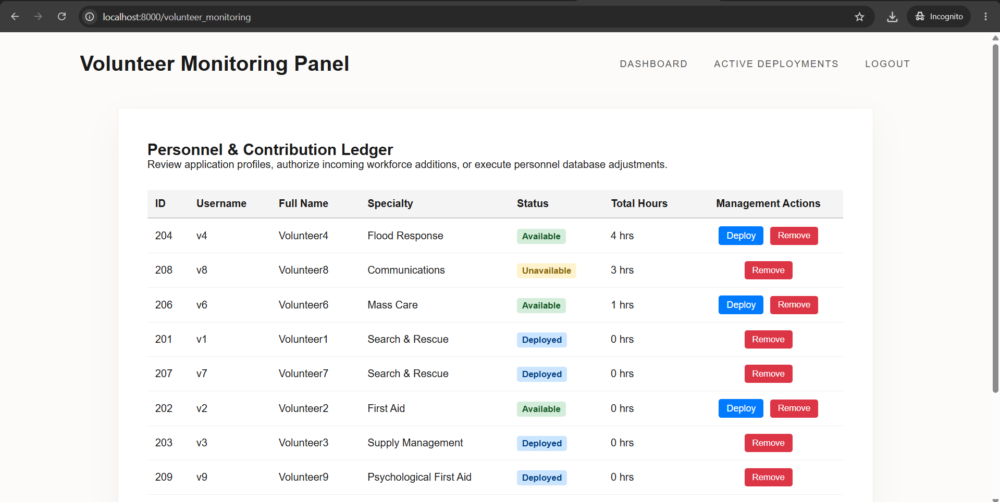 localhost:8000/volunteer_monitoring
Incognito
Volunteer Monitoring Panel
DASHBOARD ACTIVE DEPLOYMENTS LOGOUT
Personnel & Contribution Ledger
Review application profiles, authorize incoming workforce additions, or execute personnel database adjustments.
ID Username Full Name Specialty Status Total Hours Management Actions
204 v4 Volunteer4 Flood Response Available 4 hrs Deploy Remove
208 v8 Volunteer8 Communications Unavailable 3 hrs Remove
206 v6 Volunteer6 Mass Care Available 1 hrs Deploy Remove
201 v1 Volunteer1 Search & Rescue Deployed 0 hrs Remove
207 v7 Volunteer7 Search & Rescue Deployed 0 hrs Remove
202 v2 Volunteer2 First Aid Available 0 hrs Deploy Remove
203 v3 Volunteer3 Supply Management Deployed 0 hrs Remove
209 v9 Volunteer9 Psychological First Aid Deployed 0 hrs Remove